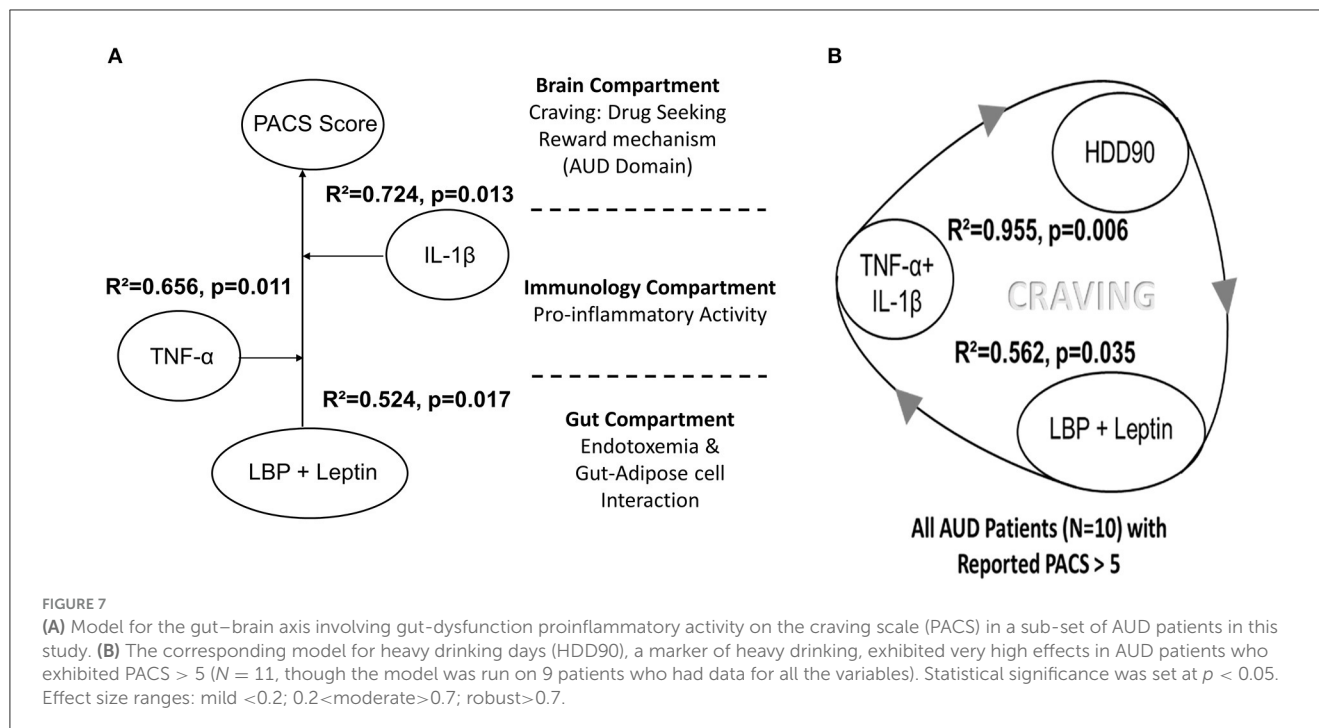 A
PACS Score
R²=0.724, p=0.013
IL-1β
R²=0.656, p=0.011
TNF-α
R²=0.524, p=0.017
LBP + Leptin
Brain Compartment
Craving: Drug Seeking
Reward mechanism
(AUD Domain)
Immunology Compartment
Pro-inflammatory Activity
Gut Compartment
Endotoxemia &
Gut-Adipose cell
Interaction
B
HDD90
R²=0.955, p=0.006
TNF-α+
IL-1β
CRAVING
R²=0.562, p=0.035
LBP + Leptin
All AUD Patients (N=10) with
Reported PACS > 5
FIGURE 7
(A) Model for the gut–brain axis involving gut-dysfunction proinflammatory activity on the craving scale (PACS) in a sub-set of AUD patients in this
study. (B) The corresponding model for heavy drinking days (HDD90), a marker of heavy drinking, exhibited very high effects in AUD patients who
exhibited PACS > 5 (N = 11, though the model was run on 9 patients who had data for all the variables). Statistical significance was set at p < 0.05.
Effect size ranges: mild <0.2; 0.2<moderate>0.7; robust>0.7.